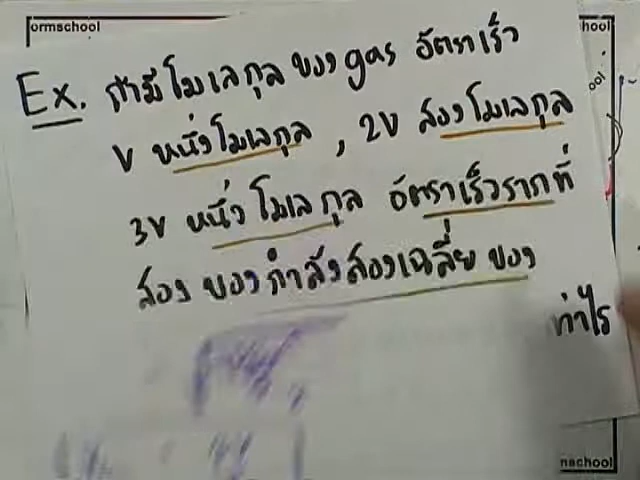 ormschool
hool
Ex. ถ้ามีโมเลกุลของgas อัตราเร็ว
v หนึ่งโมเลกุล , 2v สองโมเลกุล
3v หนึ่งโมเลกุล อัตราเร็วรากที่
สอง ของกำลังสองเฉลี่ย ของ
เท่าไร
nschool